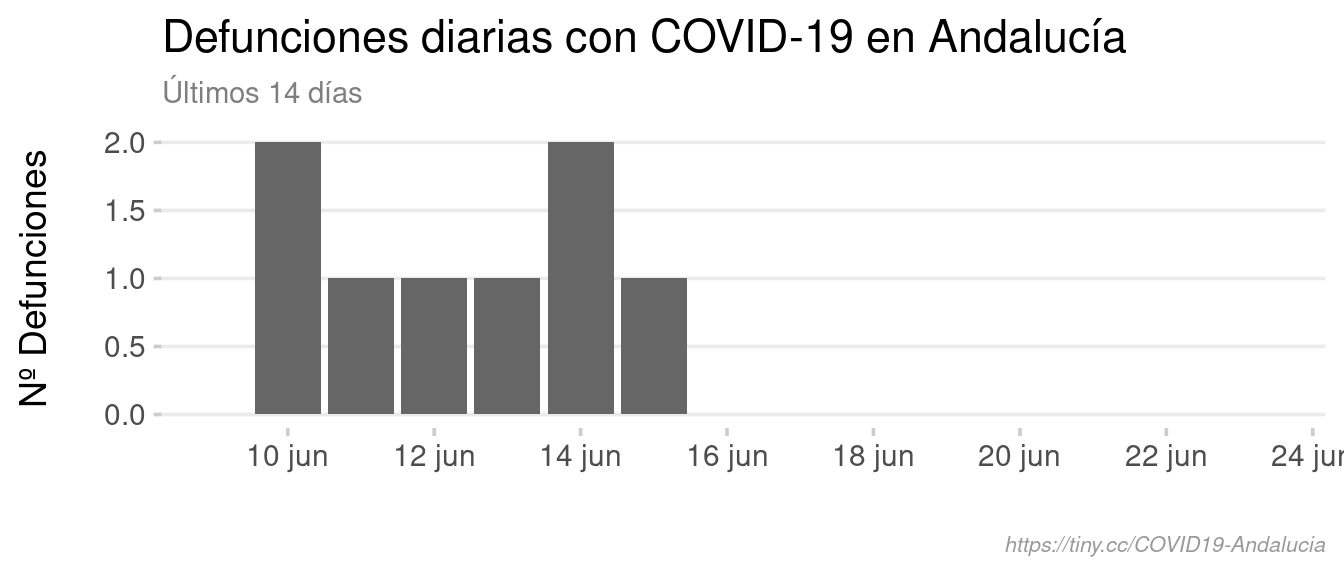 Defunciones diarias con COVID-19 en Andalucía
Últimos 14 días
Nº Defunciones
2.0
1.5
1.0
0.5
0.0
10 jun 12 jun 14 jun 16 jun 18 jun 20 jun 22 jun 24 jun
https://tiny.cc/COVID19-Andalucia